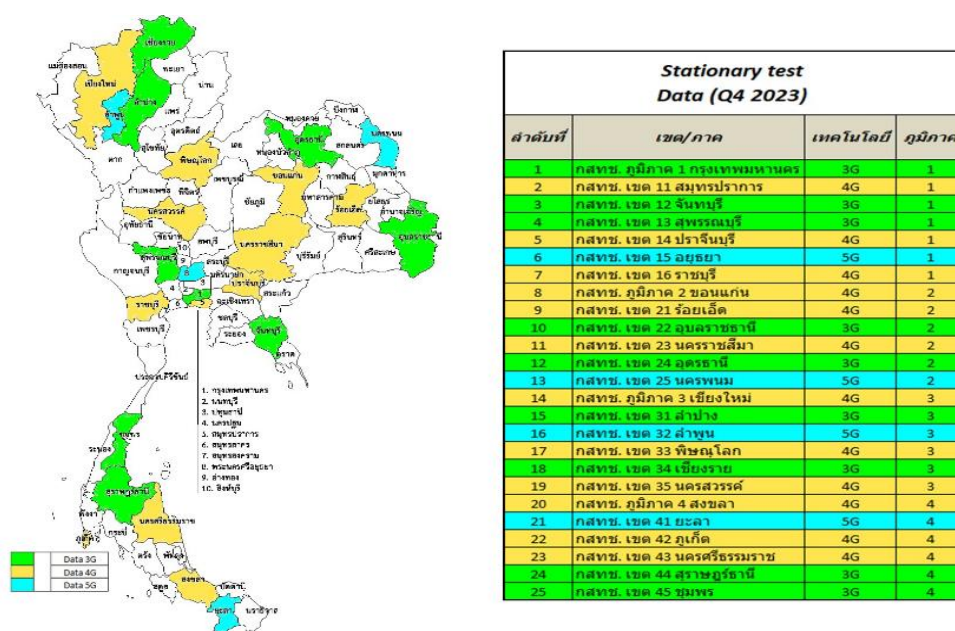 เชียงราย
แม่ฮ่องสอน
พะเยา
เชียงใหม่
น่าน
ลำพูน
ลำปาง
แพร่
บึงกาฬ
หนองคาย
อุตรดิตถ์
เลย
อุดรธานี
นครพนม
สุโขทัย
หนองบัวลำภู
สกลนคร
ตาก
พิษณุโลก
มุกดาหาร
ขอนแก่น
กาฬสินธุ์
กำแพงเพชร
พิจิตร
เพชรบูรณ์
มหาสารคาม
ร้อยเอ็ด
ยโสธร
อำนาจเจริญ
ชัยภูมิ
นครสวรรค์
อุทัยธานี
อุบลราชธานี
ชัยนาท
ลพบุรี
นครราชสีมา
สุรินทร์
ศรีสะเกษ
บุรีรัมย์
10
สุพรรณบุรี
9
สระบุรี
กาญจนบุรี
8
นครนายก
3
ปราจีนบุรี
4
2
สระแก้ว
1
ราชบุรี
6
5
ฉะเชิงเทรา
7
ชลบุรี
เพชรบุรี
ระยอง
จันทบุรี
ตราด
ประจวบคีรีขันธ์
1. กรุงเทพมหานคร
2. นนทบุรี
3. ปทุมธานี
4. นครปฐม
5. สมุทรปราการ
6. สมุทรสาคร
7. สมุทรสงคราม
8. พระนครศรีอยุธยา
9. อ่างทอง
10. สิงห์บุรี
ชุมพร
ระนอง
สุราษฎร์ธานี
พังงา
นครศรีธรรมราช
กระบี่
ภูเก็ต
ตรัง
พัทลุง
สงขลา
สตูล
ปัตตานี
ยะลา
นราธิวาส
Data 3G
Data 4G
Data 5G
Stationary test
Data (Q4 2023)
ลำดับที่ เขต/ภาค เทคโนโลยี ภูมิภาค
1 กสทช. ภูมิภาค 1 กรุงเทพมหานคร 3G 1
2 กสทช. เขต 11 สมุทรปราการ 4G 1
3 กสทช. เขต 12 จันทบุรี 3G 1
4 กสทช. เขต 13 สุพรรณบุรี 3G 1
5 กสทช. เขต 14 ปราจีนบุรี 4G 1
6 กสทช. เขต 15 อยุธยา 5G 1
7 กสทช. เขต 16 ราชบุรี 4G 1
8 กสทช. ภูมิภาค 2 ขอนแก่น 4G 2
9 กสทช. เขต 21 ร้อยเอ็ด 4G 2
10 กสทช. เขต 22 อุบลราชธานี 3G 2
11 กสทช. เขต 23 นครราชสีมา 4G 2
12 กสทช. เขต 24 อุดรธานี 3G 2
13 กสทช. เขต 25 นครพนม 5G 2
14 กสทช. ภูมิภาค 3 เชียงใหม่ 4G 3
15 กสทช. เขต 31 ลำปาง 3G 3
16 กสทช. เขต 32 ลำพูน 5G 3
17 กสทช. เขต 33 พิษณุโลก 4G 3
18 กสทช. เขต 34 เชียงราย 3G 3
19 กสทช. เขต 35 นครสวรรค์ 4G 3
20 กสทช. ภูมิภาค 4 สงขลา 4G 4
21 กสทช. เขต 41 ยะลา 5G 4
22 กสทช. เขต 42 ภูเก็ต 4G 4
23 กสทช. เขต 43 นครศรีธรรมราช 4G 4
24 กสทช. เขต 44 สุราษฎร์ธานี 3G 4
25 กสทช. เขต 45 ชุมพร 3G 4